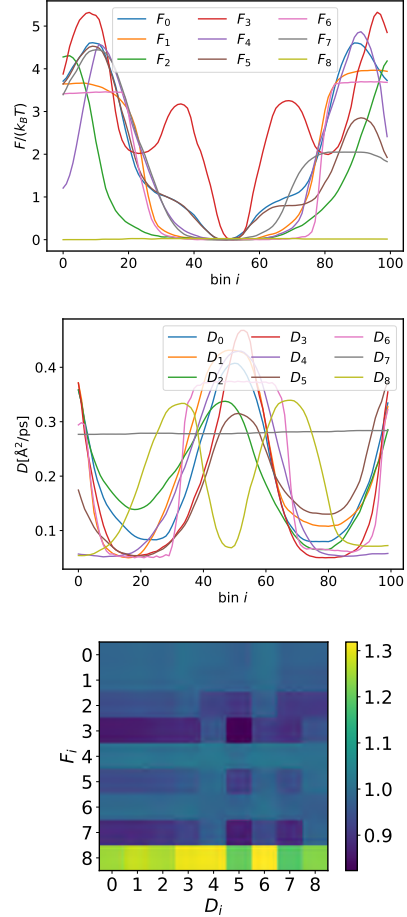 F/(k_BT)
5
4
3
2
1
0
F_0 F_3 F_6
F_1 F_4 F_7
F_2 F_5 F_8
0 20 40 60 80 100
bin i
D[Å²/ps]
0.4
0.3
0.2
0.1
D_0 D_3 D_6
D_1 D_4 D_7
D_2 D_5 D_8
0 20 40 60 80 100
bin i
F_i
0
1
2
3
4
5
6
7
8
0 1 2 3 4 5 6 7 8
D_i
1.3
1.2
1.1
1.0
0.9